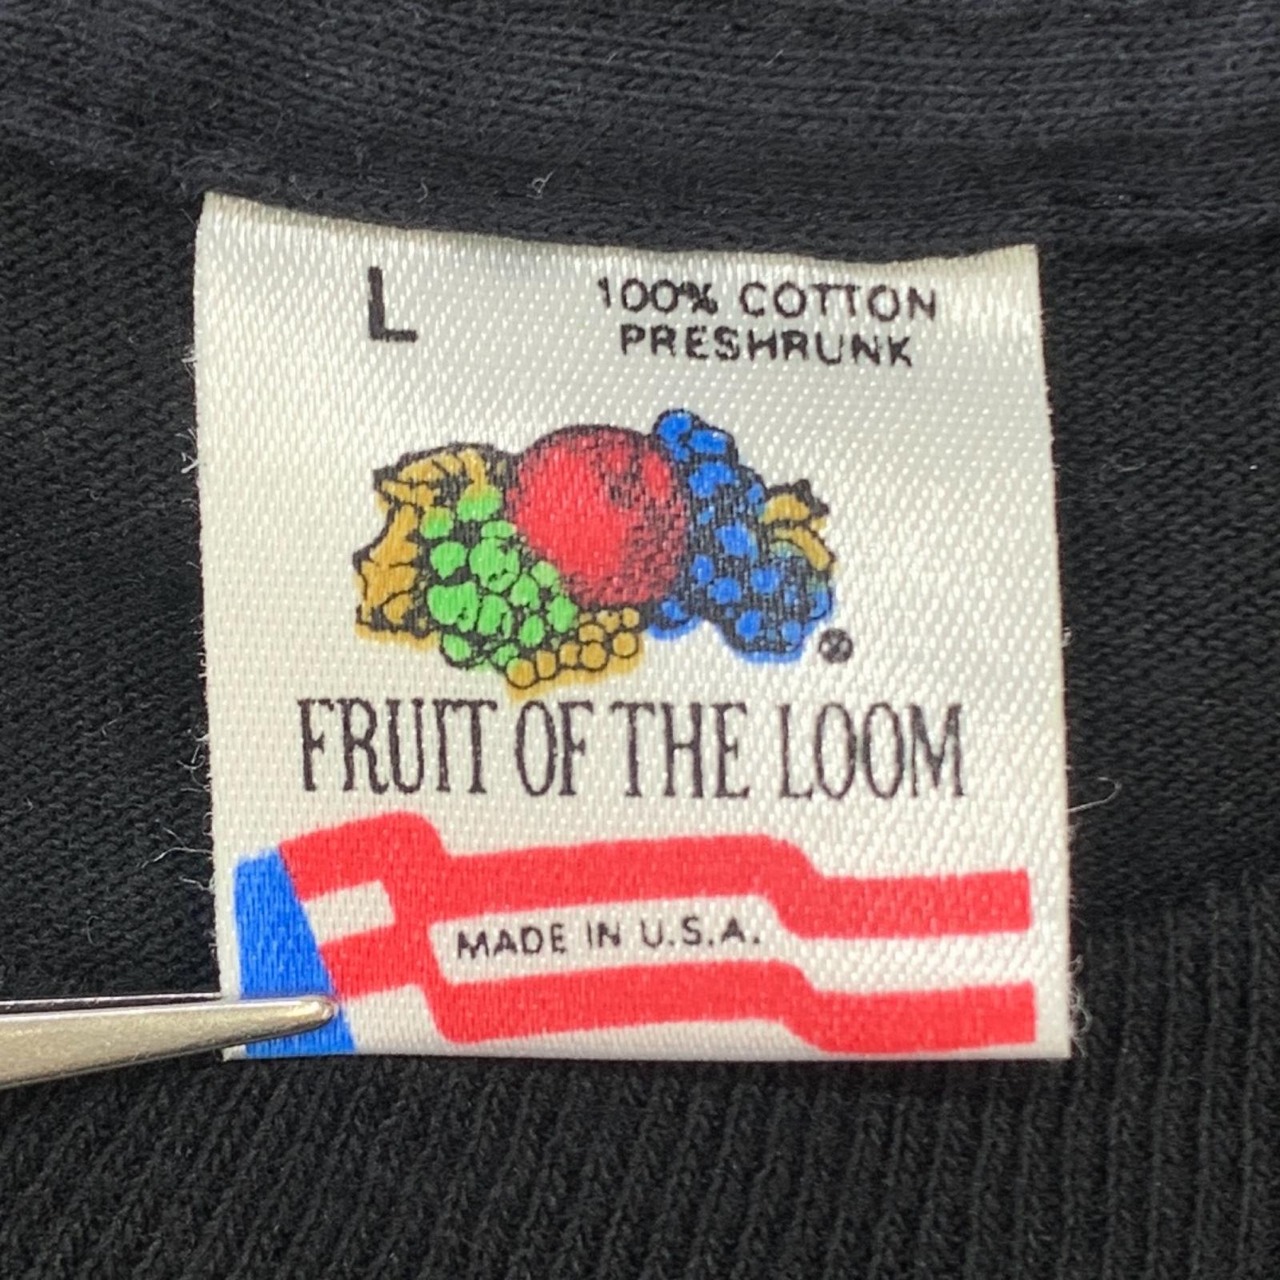 L
100% COTTON
PRESHRUNK
®
FRUIT OF THE LOOM
MADE IN U.S.A.